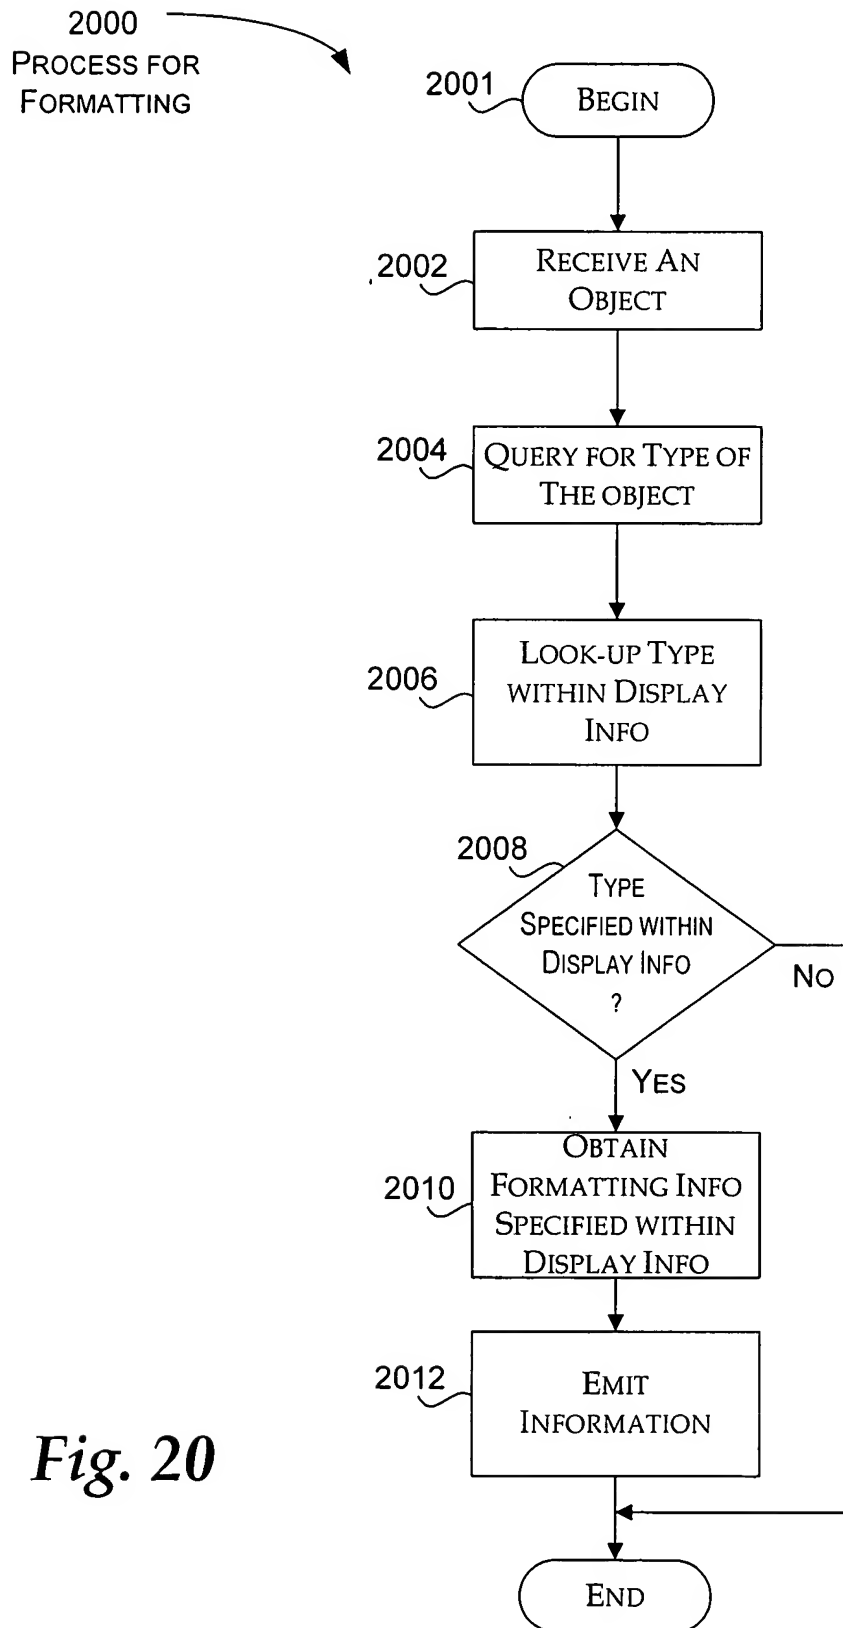 2000
PROCESS FOR
FORMATTING
2001
BEGIN
2002
RECEIVE AN
OBJECT
2004
QUERY FOR TYPE OF
THE OBJECT
2006
LOOK-UP TYPE
WITHIN DISPLAY
INFO
2008
TYPE
SPECIFIED WITHIN
DISPLAY INFO
?
NO
YES
2010
OBTAIN
FORMATTING INFO
SPECIFIED WITHIN
DISPLAY INFO
2012
EMIT
INFORMATION
Fig. 20
END